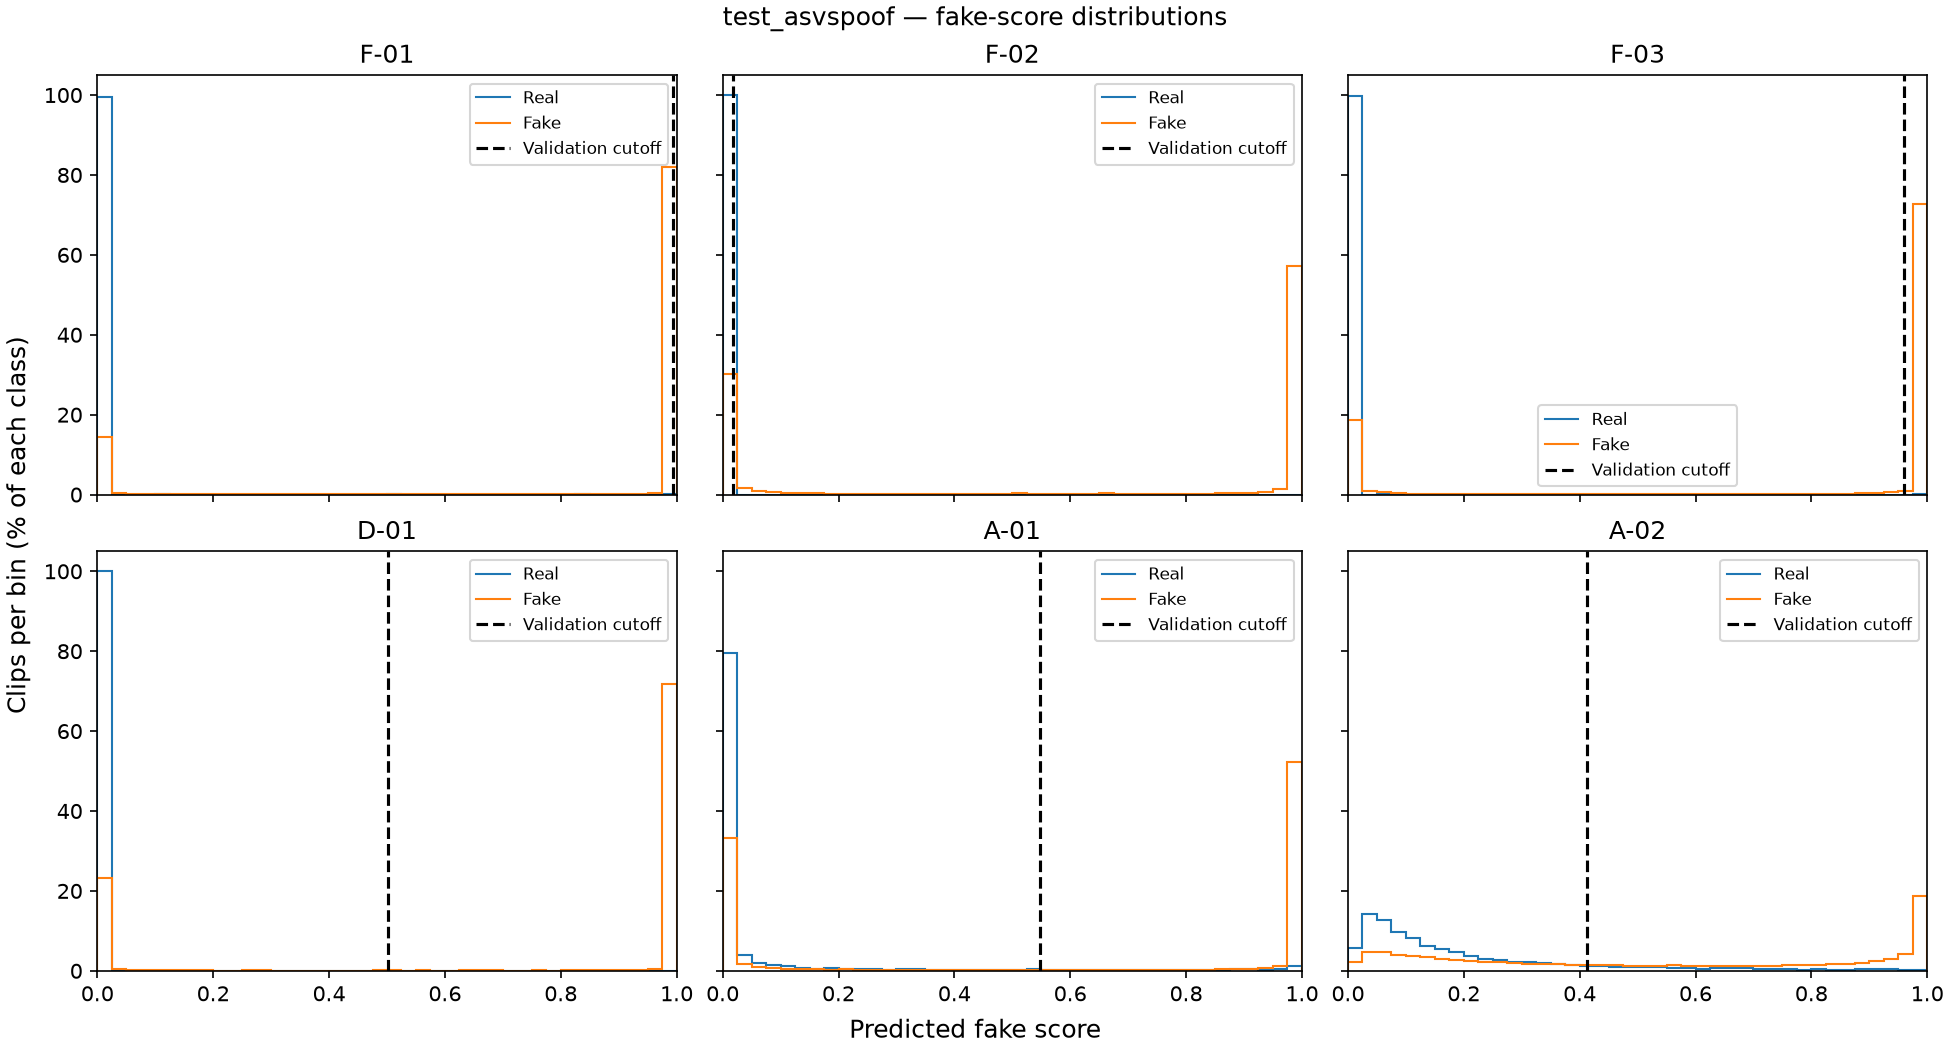 test_asvspoof — fake-score distributions
F-01
F-02
F-03
100
80
60
40
20
0
Real
Fake
Validation cutoff
Real
Fake
Validation cutoff
Real
Fake
Validation cutoff
Clips per bin (% of each class)
D-01
A-01
A-02
100
80
60
40
20
0
Real
Fake
Validation cutoff
Real
Fake
Validation cutoff
Real
Fake
Validation cutoff
0.0 0.2 0.4 0.6 0.8 1.0
0.0 0.2 0.4 0.6 0.8 1.0
0.0 0.2 0.4 0.6 0.8 1.0
Predicted fake score